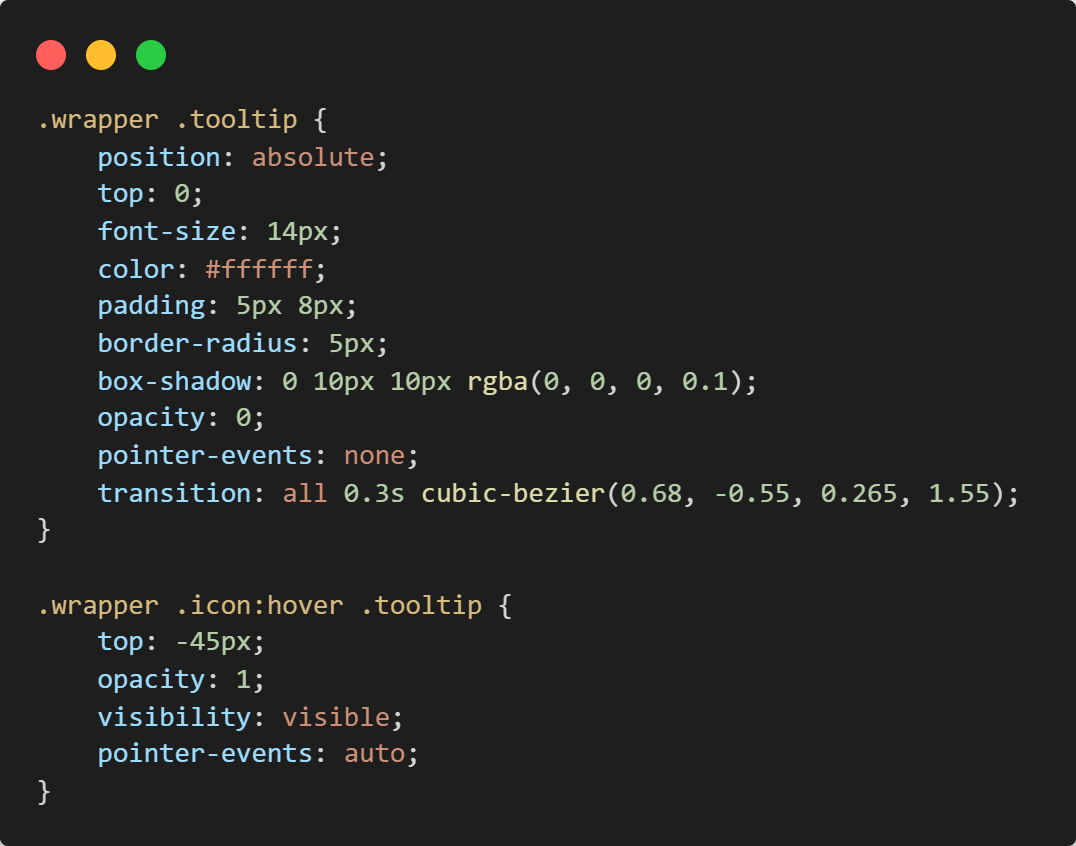 .wrapper .tooltip {
    position: absolute;
    top: 0;
    font-size: 14px;
    color: #ffffff;
    padding: 5px 8px;
    border-radius: 5px;
    box-shadow: 0 10px 10px rgba(0, 0, 0, 0.1);
    opacity: 0;
    pointer-events: none;
    transition: all 0.3s cubic-bezier(0.68, -0.55, 0.265, 1.55);
}

.wrapper .icon:hover .tooltip {
    top: -45px;
    opacity: 1;
    visibility: visible;
    pointer-events: auto;
}